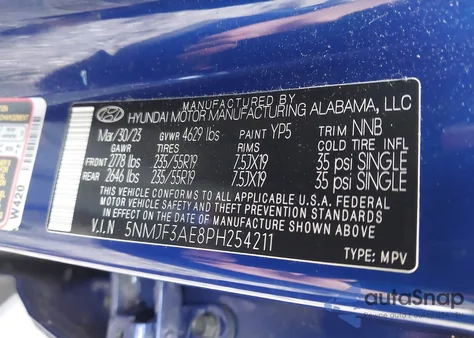 MANUFACTURED BY
HYUNDAI MOTOR MANUFACTURING ALABAMA, LLC
Mar/30/23 GVWR 4629 lbs PAINT YP5 TRIM NNB
GAWR TIRES RIMS COLD TIRE INFL
FRONT 2778 lbs 235/55R19 7.5JX19 35 psi SINGLE
REAR 2646 lbs 235/55R19 7.5JX19 35 psi SINGLE
THIS VEHICLE CONFORMS TO ALL APPLICABLE U.S.A. FEDERAL
MOTOR VEHICLE SAFETY AND THEFT PREVENTION STANDARDS
IN EFFECT ON THE DATE OF MANUFACTURE SHOWN ABOVE.
V.I.N 5NMJF3AE8PH254211
TYPE: MPV
W420
autoSnap